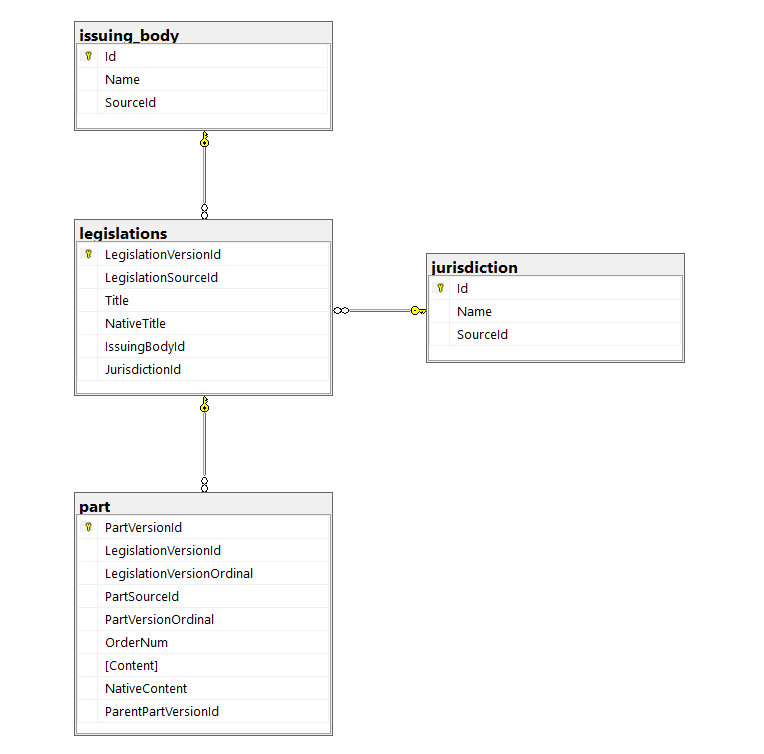 issuing_body
Id
Name
SourceId
legislations
LegislationVersionId
LegislationSourceId
Title
NativeTitle
IssuingBodyId
JurisdictionId
jurisdiction
Id
Name
SourceId
part
PartVersionId
LegislationVersionId
LegislationVersionOrdinal
PartSourceId
PartVersionOrdinal
OrderNum
[Content]
NativeContent
ParentPartVersionId